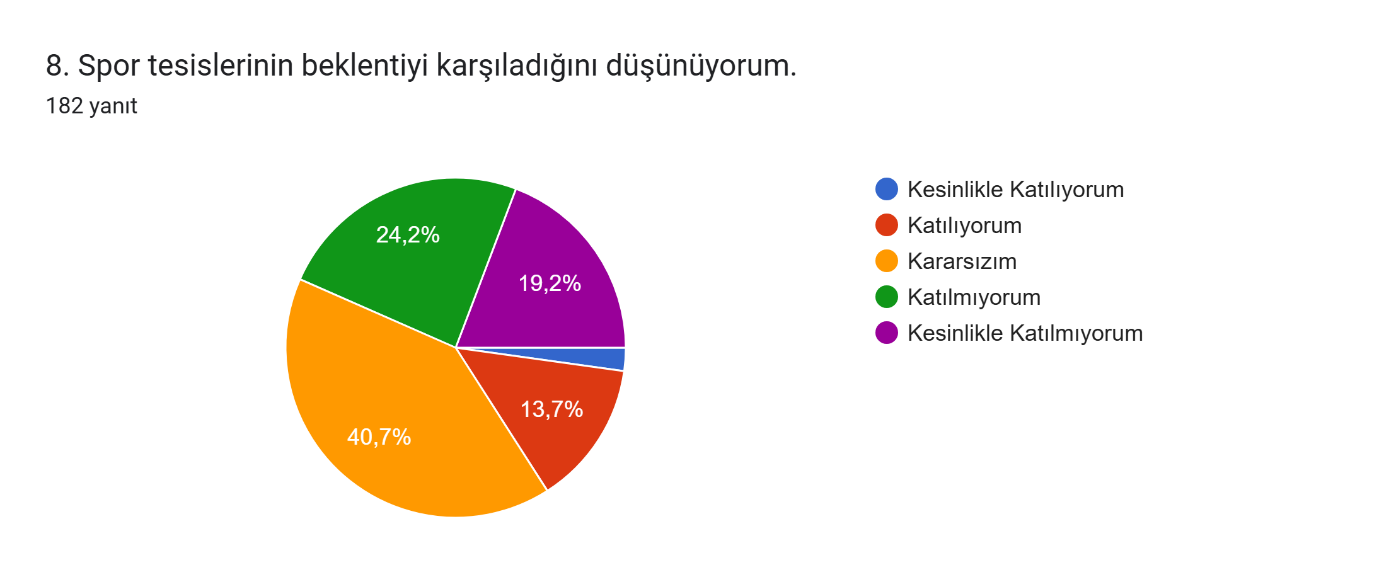 8. Spor tesislerinin beklentiyi karşıladığını düşünüyorum.
182 yanıt
24,2%
19,2%
13,7%
40,7%
Kesinlikle Katılıyorum
Katılıyorum
Kararsızım
Katılmıyorum
Kesinlikle Katılmıyorum